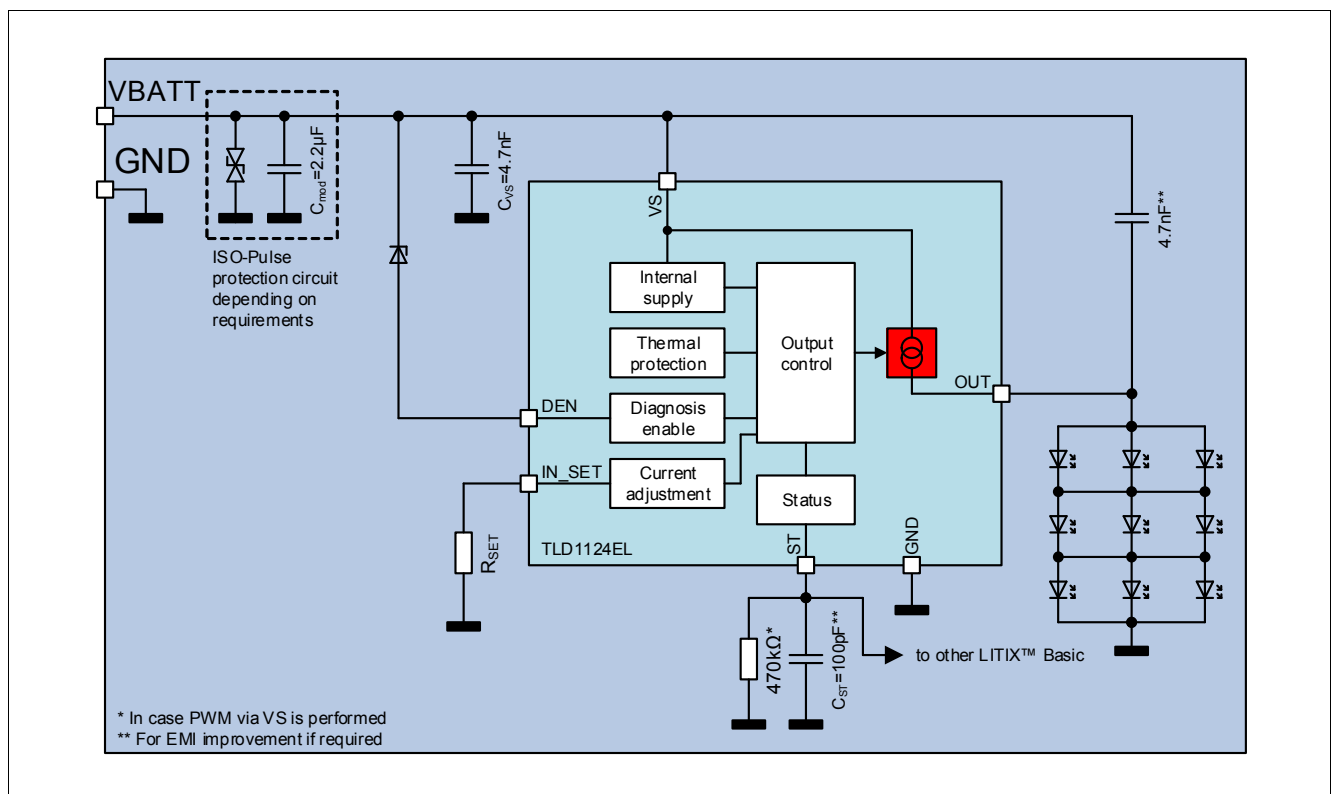 VBATT
GND
Cmod=2.2µF
ISO-Pulse
protection circuit
depending on
requirements
CVS=4.7nF
VS
4.7nF**
Internal
supply
Thermal
protection
Output
control
OUT
DEN
Diagnosis
enable
IN_SET
Current
adjustment
Status
RSET
TLD1124EL
ST
GND
470kΩ*
CST=100pF**
to other LITIX™ Basic
* In case PWM via VS is performed
** For EMI improvement if required